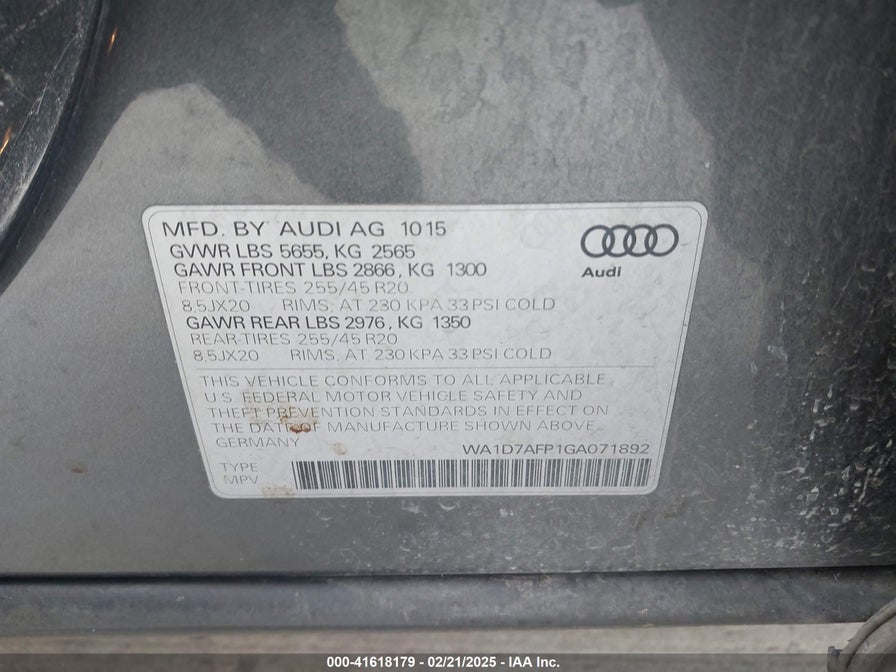 MFD. BY AUDI AG 1015
GVWR LBS 5655, KG 2565
GAWR FRONT LBS 2866, KG 1300
FRONT-TIRES 255/45 R20
8,5JX20 RIMS, AT 230 KPA 33 PSI COLD
GAWR REAR LBS 2976, KG 1350
REAR-TIRES 255/45 R20
8,5JX20 RIMS, AT 230 KPA 33 PSI COLD
Audi
THIS VEHICLE CONFORMS TO ALL APPLICABLE
U.S. FEDERAL MOTOR VEHICLE SAFETY AND
THEFT PREVENTION STANDARDS IN EFFECT ON
THE DATE OF MANUFACTURE SHOWN ABOVE.
GERMANY WA1D7AFP1GA071892
TYPE
MPV
000-41618179 - 02/21/2025 - IAA Inc.